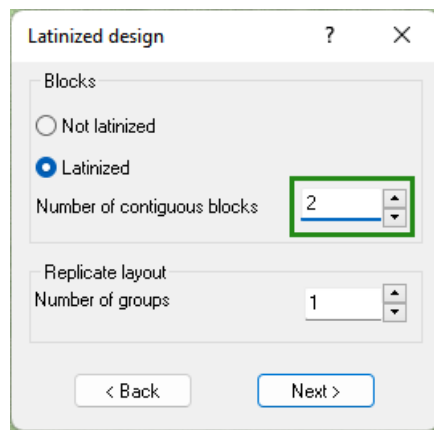 Latinized design ? ×
Blocks
Not latinized
Latinized
Number of contiguous blocks 2
Replicate layout
Number of groups 1
< Back Next >